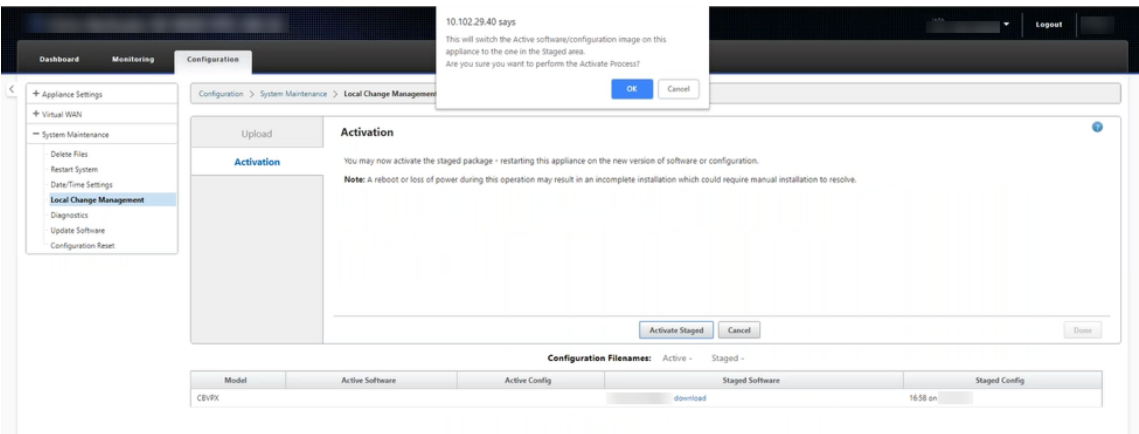 10.102.29.40 says
This will switch the Active software/configuration image on this
appliance to the one in the Staged area.
Are you sure you want to perform the Activate Process?
OK Cancel
Logout
Dashboard Monitoring Configuration
+ Appliance Settings
+ Virtual WAN
− System Maintenance
Delete Files
Restart System
Date/Time Settings
Local Change Management
Diagnostics
Update Software
Configuration Reset
Configuration > System Maintenance > Local Change Management
Upload
Activation
Activation
You may now activate the staged package - restarting this appliance on the new version of software or configuration.
Note: A reboot or loss of power during this operation may result in an incomplete installation which could require manual installation to resolve.
Activate Staged Cancel Done
Configuration Filenames: Active - Staged -
Model Active Software Active Config Staged Software Staged Config
CBVPX download 16:58 on